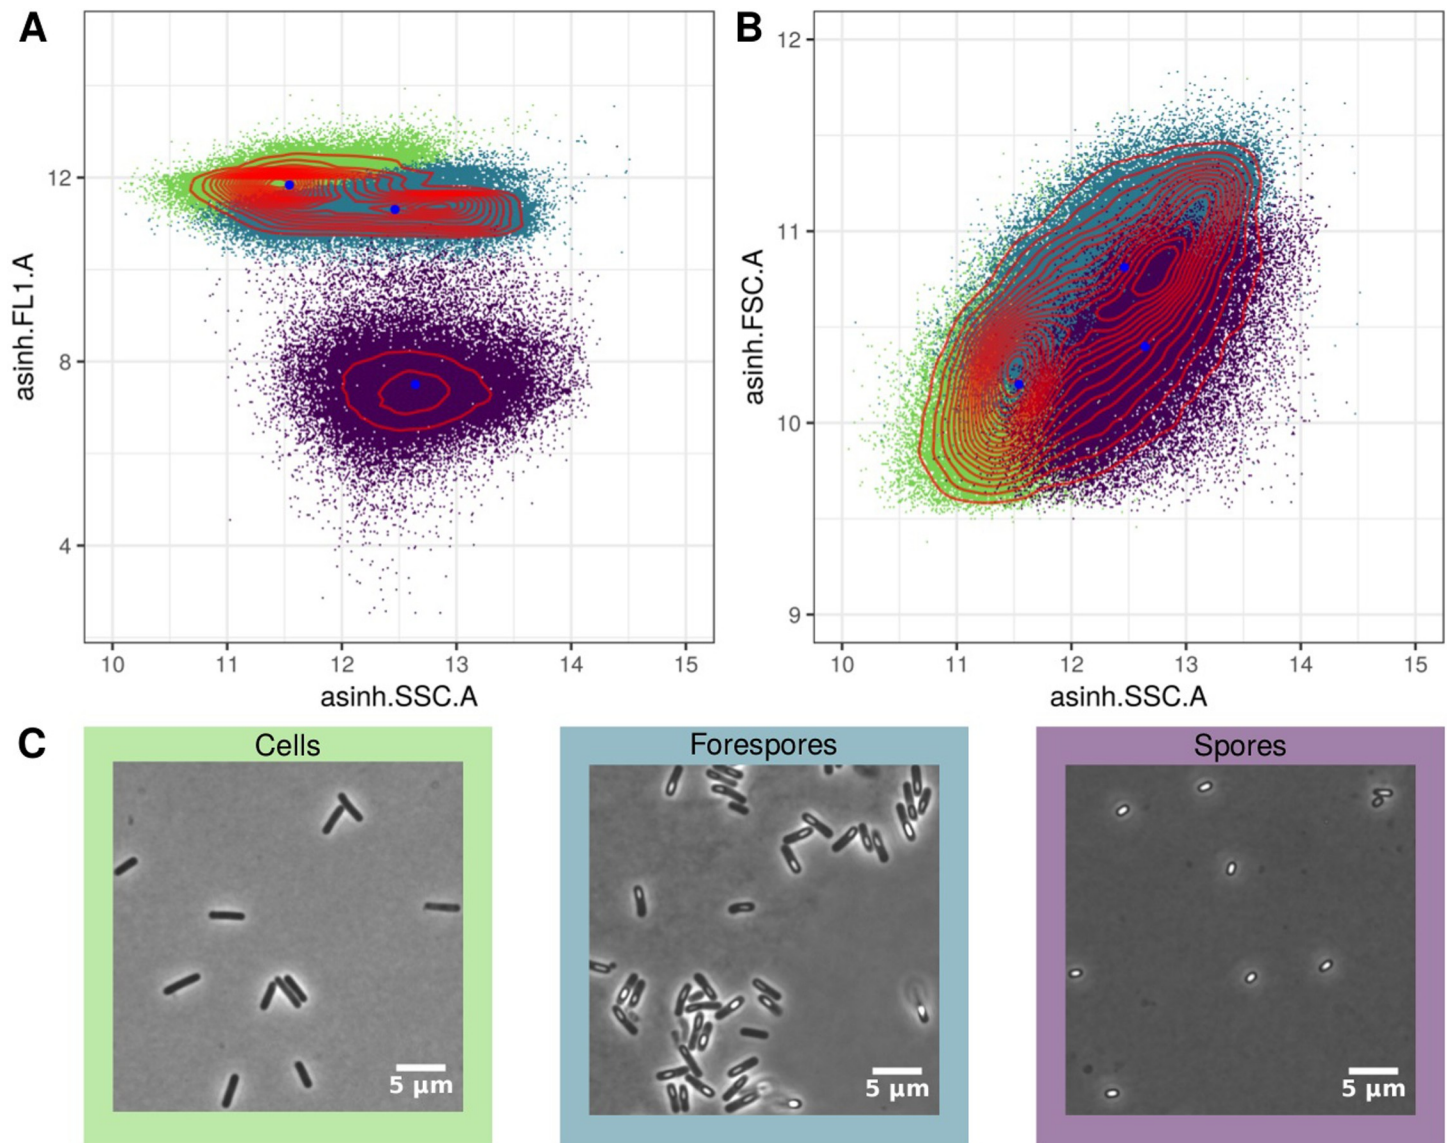 A
asinh.FL1.A
12
8
4
10 11 12 13 14 15
asinh.SSC.A
B
asinh.FSC.A
12
11
10
9
10 11 12 13 14 15
asinh.SSC.A
C
Cells
5 μm
Forespores
5 μm
Spores
5 μm